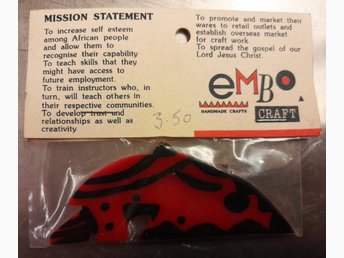 MISSION STATEMENT
To increase self esteem
among African people
and allow them to
recognise their capability
To teach skills that they
might have access to
future employment.
To train instructors who, in
turn, will teach others in
their respective communities.
To develop trust and
relationships as well as
creativity
To promote and market their
wares to retail outlets and
establish overseas market
for craft work.
To spread the gospel of our
Lord Jesus Christ.
3.50
eMBO
HANDMADE CRAFTS
CRAFT